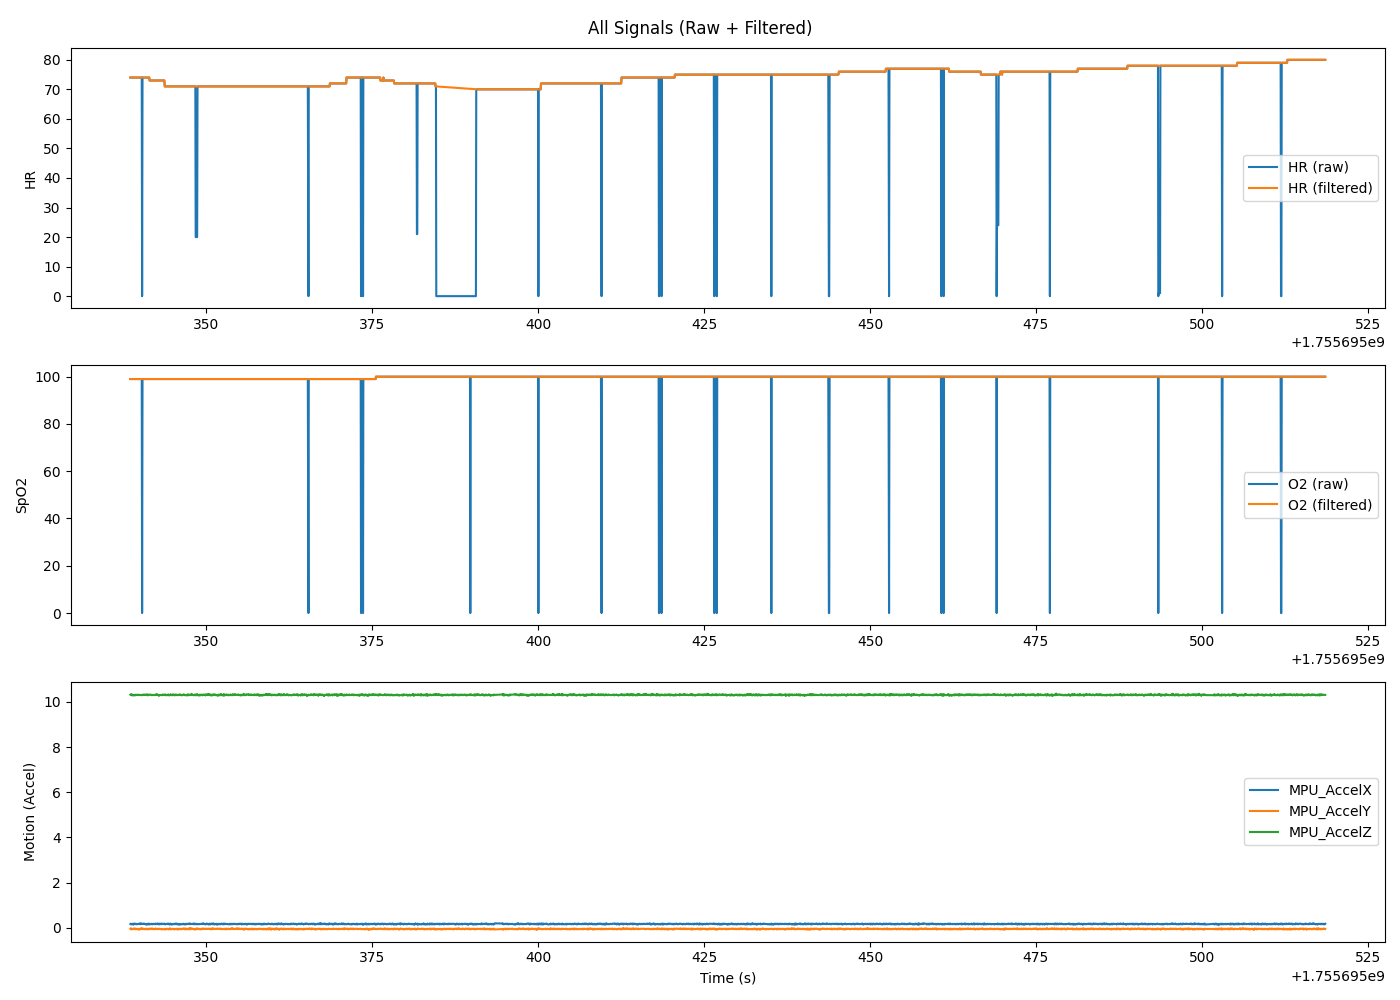 All Signals (Raw + Filtered)
80
70
60
50
40
30
20
10
0
HR
HR (raw)
HR (filtered)
350 375 400 425 450 475 500 525
+1.755695e9
100
80
60
40
20
0
SpO2
O2 (raw)
O2 (filtered)
350 375 400 425 450 475 500 525
+1.755695e9
10
8
6
4
2
0
Motion (Accel)
MPU_AccelX
MPU_AccelY
MPU_AccelZ
350 375 400 425 450 475 500 525
Time (s)
+1.755695e9